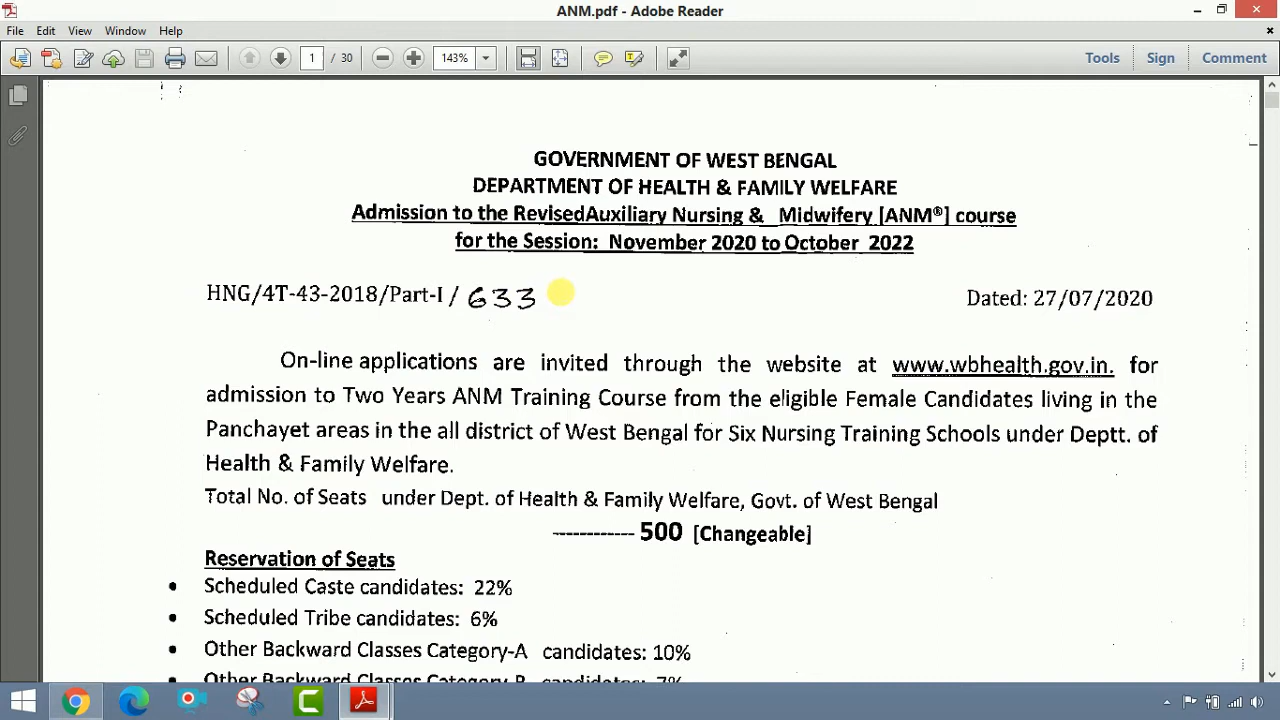 ANM.pdf - Adobe Reader
File Edit View Window Help
1 / 30 143% Tools Sign Comment
GOVERNMENT OF WEST BENGAL
DEPARTMENT OF HEALTH & FAMILY WELFARE
Admission to the RevisedAuxiliary Nursing & Midwifery [ANM®] course
for the Session: November 2020 to October 2022
HNG/4T-43-2018/Part-I / 633 Dated: 27/07/2020
On-line applications are invited through the website at www.wbhealth.gov.in. for
admission to Two Years ANM Training Course from the eligible Female Candidates living in the
Panchayet areas in the all district of West Bengal for Six Nursing Training Schools under Deptt. of
Health & Family Welfare.
Total No. of Seats under Dept. of Health & Family Welfare, Govt. of West Bengal
------------ 500 [Changeable]
Reservation of Seats
• Scheduled Caste candidates: 22%
• Scheduled Tribe candidates: 6%
• Other Backward Classes Category-A candidates: 10%
• Other Backward Classes Category-B candidates: 7%